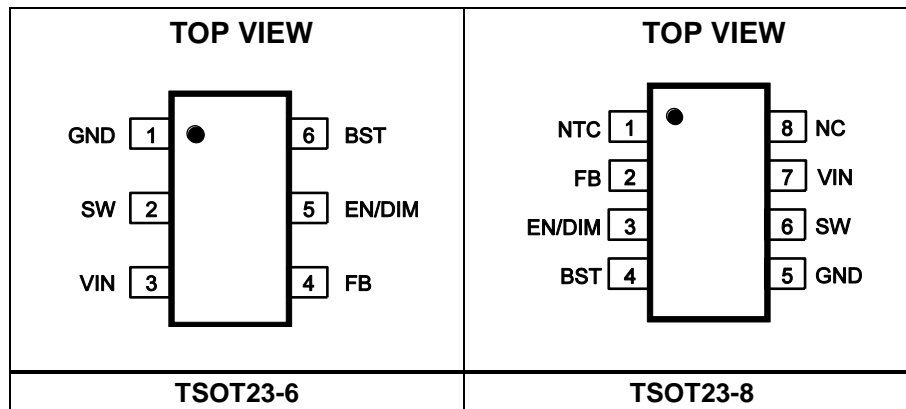 TOP VIEW
GND 1 6 BST
SW 2 5 EN/DIM
VIN 3 4 FB
TSOT23-6
TOP VIEW
NTC 1 8 NC
FB 2 7 VIN
EN/DIM 3 6 SW
BST 4 5 GND
TSOT23-8